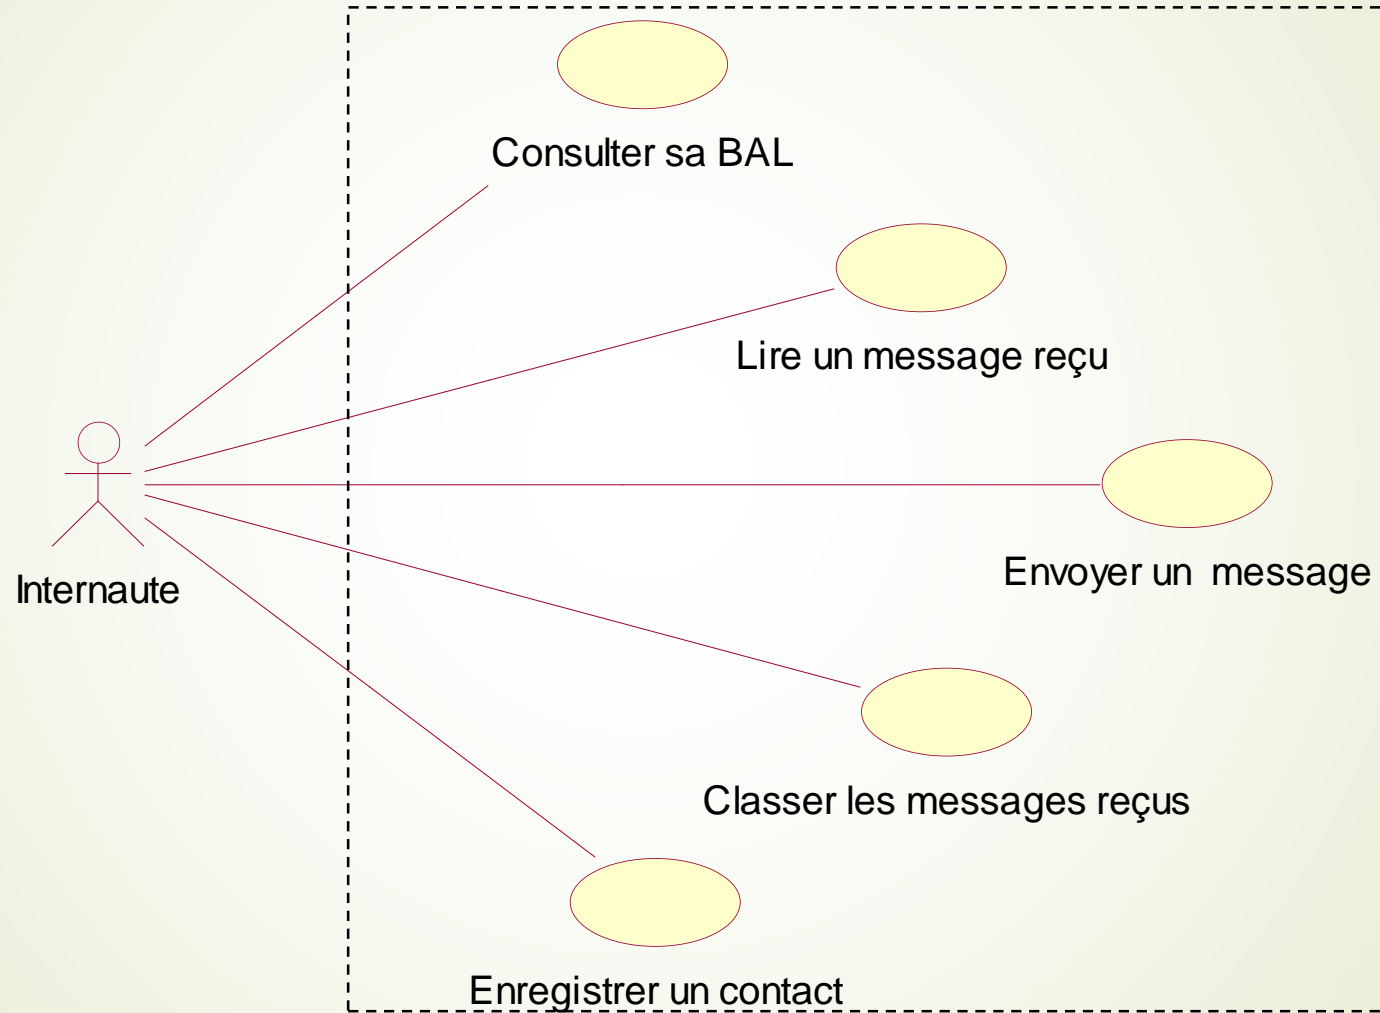 Consulter sa BAL
Lire un message reçu
Envoyer un message
Internaute
Classer les messages reçus
Enregistrer un contact